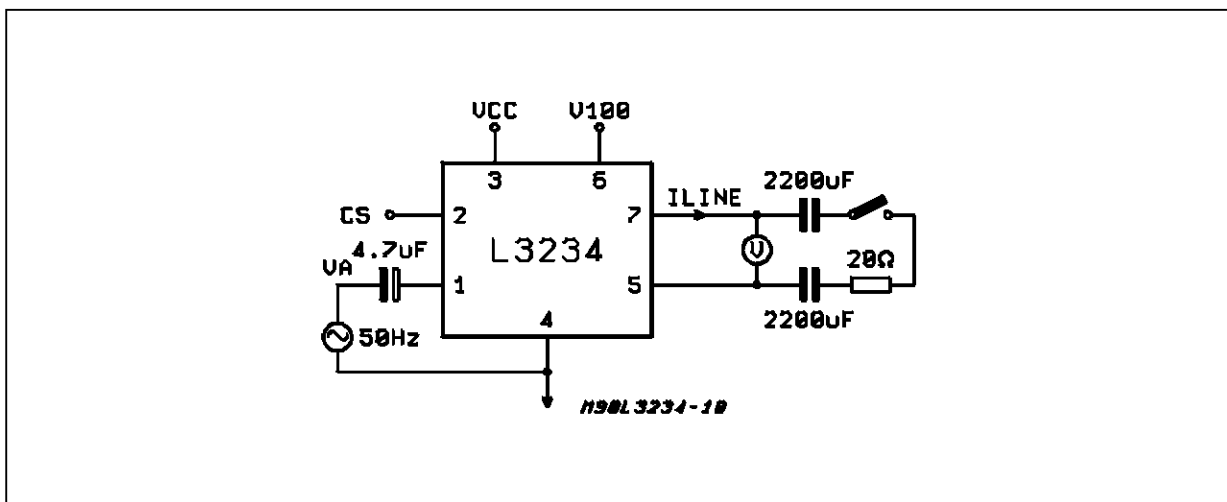 VCC
V100
3
6
2200uF
ILINE
CS
2
7
L3234
4.7uF
VA
V
20Ω
1
5
50Hz
4
2200uF
M90L3234-10